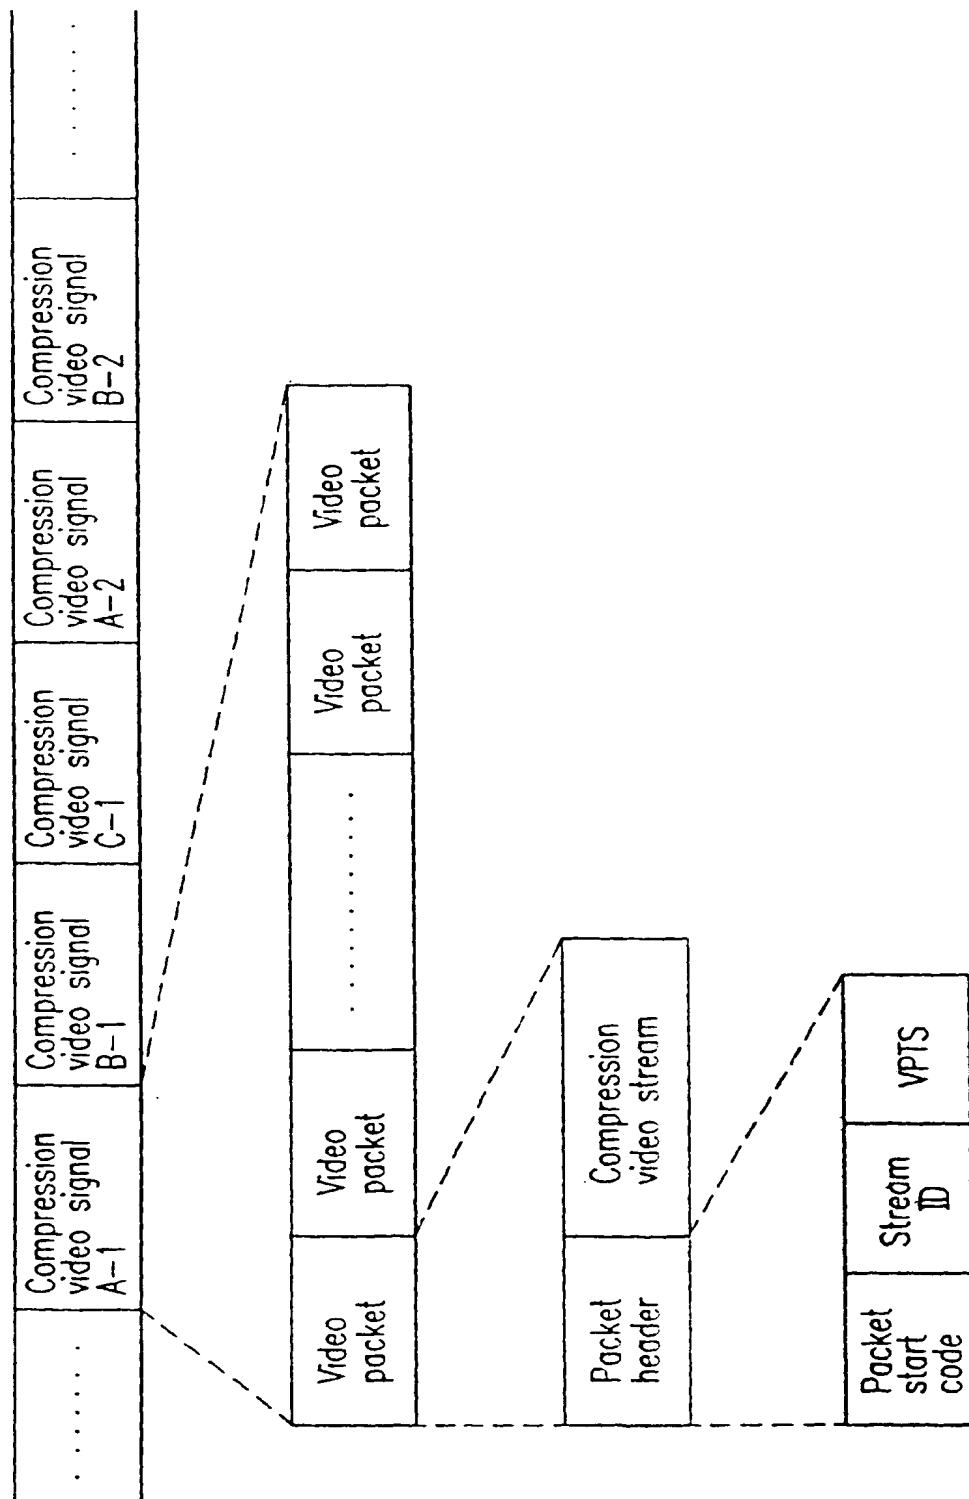 . . . . . .
Compression
video signal
A-1
Compression
video signal
B-1
Compression
video signal
C-1
Compression
video signal
A-2
Compression
video signal
B-2
. . . . . .
Video
packet
Video
packet
. . . . . . . . . .
Video
packet
Video
packet
Packet
header
Compression
video stream
Packet
start
code
Stream
ID
VPTS